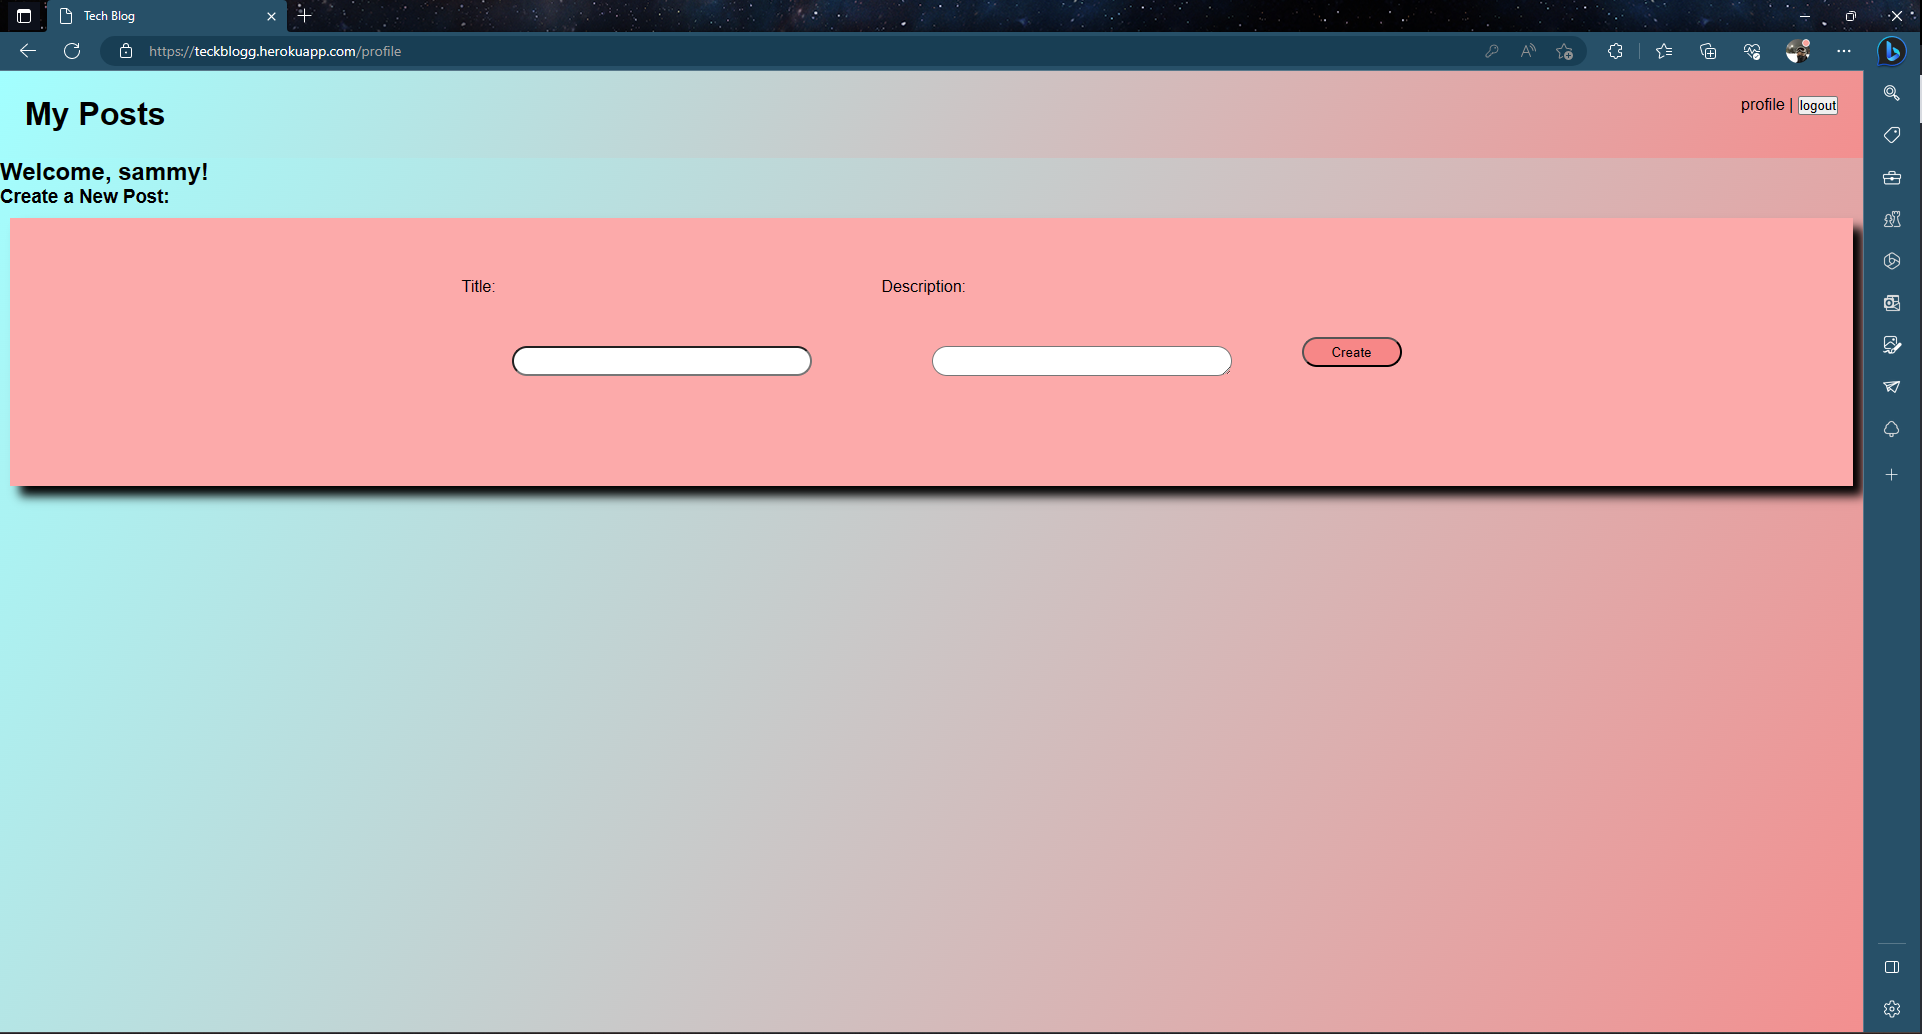 Tech Blog
https://teckblogg.herokuapp.com/profile
My Posts
profile | logout
Welcome, sammy!
Create a New Post:
Title:
Description:
Create